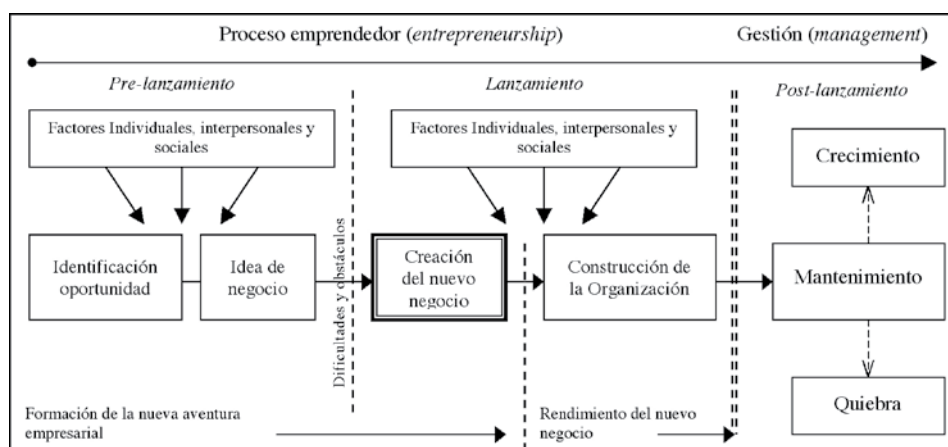 Proceso emprendedor (entrepreneurship)
Gestión (management)
Pre-lanzamiento
Lanzamiento
Post-lanzamiento
Factores Individuales, interpersonales y
sociales
Factores Individuales, interpersonales y
sociales
Crecimiento
Identificación
oportunidad
Idea de
negocio
Dificultades y obstáculos
Creación
del nuevo
negocio
Construcción de
la Organización
Mantenimiento
Quiebra
Formación de la nueva aventura
empresarial
Rendimiento del nuevo
negocio